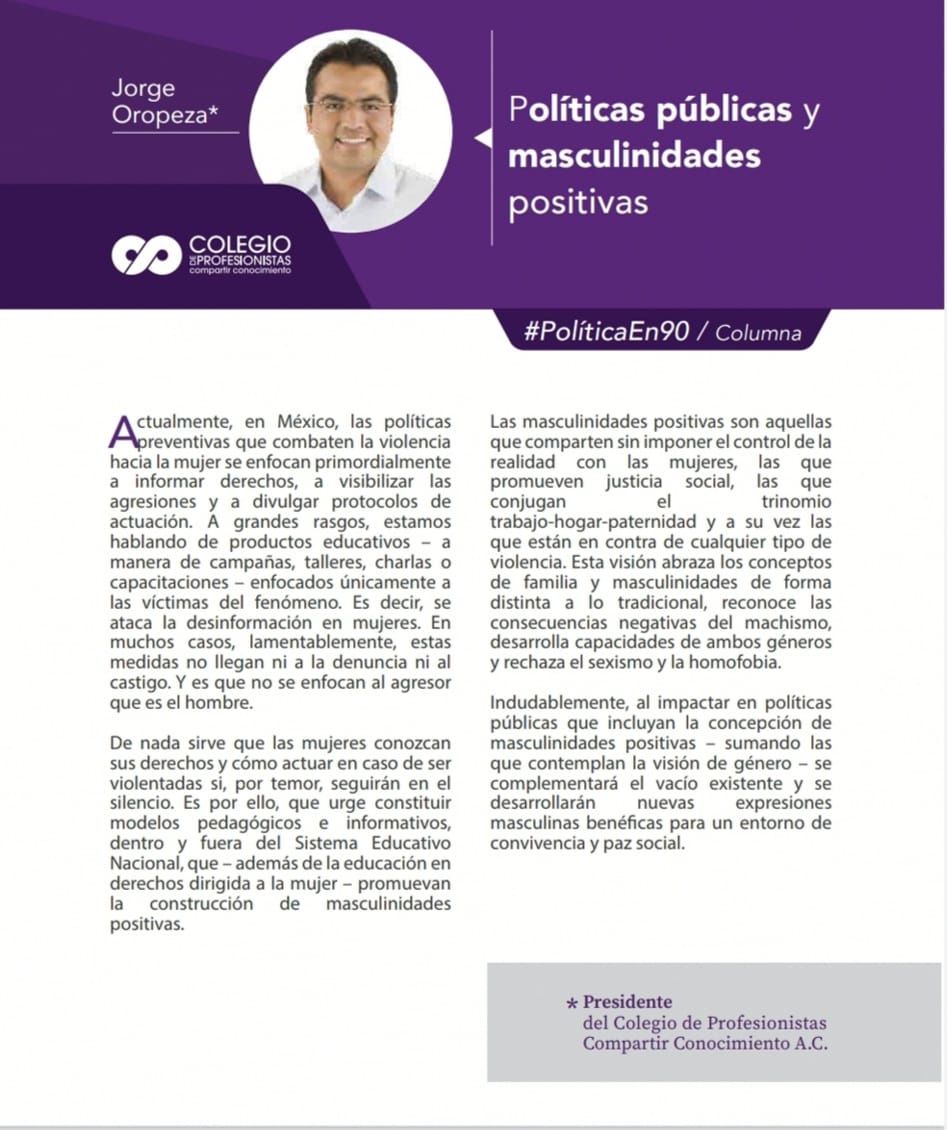 Jorge
Oropeza*
Políticas públicas y
masculinidades
positivas
COLEGIO
DE PROFESIONISTAS
compartir conocimiento
#PolíticaEn90 / Columna
Actualmente, en México, las políticas
preventivas que combaten la violencia
hacia la mujer se enfocan primordialmente
a informar derechos, a visibilizar las
agresiones y a divulgar protocolos de
actuación. A grandes rasgos, estamos
hablando de productos educativos – a
manera de campañas, talleres, charlas o
capacitaciones – enfocados únicamente a
las víctimas del fenómeno. Es decir, se
ataca la desinformación en mujeres. En
muchos casos, lamentablemente, estas
medidas no llegan ni a la denuncia ni al
castigo. Y es que no se enfocan al agresor
que es el hombre.
De nada sirve que las mujeres conozcan
sus derechos y cómo actuar en caso de ser
violentadas si, por temor, seguirán en el
silencio. Es por ello, que urge constituir
modelos pedagógicos e informativos,
dentro y fuera del Sistema Educativo
Nacional, que – además de la educación en
derechos dirigida a la mujer – promuevan
la construcción de masculinidades
positivas.
Las masculinidades positivas son aquellas
que comparten sin imponer el control de la
realidad con las mujeres, las que
promueven justicia social, las que
conjugan el trinomio
trabajo-hogar-paternidad y a su vez las
que están en contra de cualquier tipo de
violencia. Esta visión abraza los conceptos
de familia y masculinidades de forma
distinta a lo tradicional, reconoce las
consecuencias negativas del machismo,
desarrolla capacidades de ambos géneros
y rechaza el sexismo y la homofobia.
Indudablemente, al impactar en políticas
públicas que incluyan la concepción de
masculinidades positivas – sumando las
que contemplan la visión de género – se
complementará el vacío existente y se
desarrollarán nuevas expresiones
masculinas benéficas para un entorno de
convivencia y paz social.
* Presidente
del Colegio de Profesionistas
Compartir Conocimiento A.C.